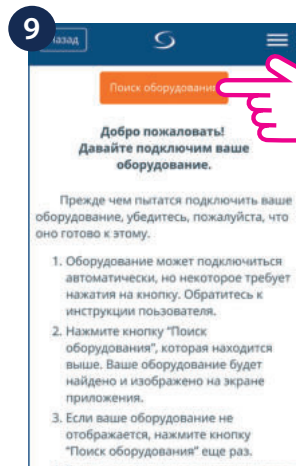 9
Назад
Поиск оборудования
Добро пожаловать!
Давайте подключим ваше
оборудование.
Прежде чем пытатся подключить ваше
оборудование, убедитесь, пожалуйста, что
оно готово к этому.
1. Оборудование может подключиться
автоматически, но некоторое требует
нажатия на кнопку. Обратитесь к
инструкции поьзователя.
2. Нажмите кнопку "Поиск
оборудования", которая находится
выше. Ваше оборудование будет
найдено и изображено на экране
приложения.
3. Если ваше оборудование не
отображается, нажмите кнопку
"Поиск оборудования" еще раз.